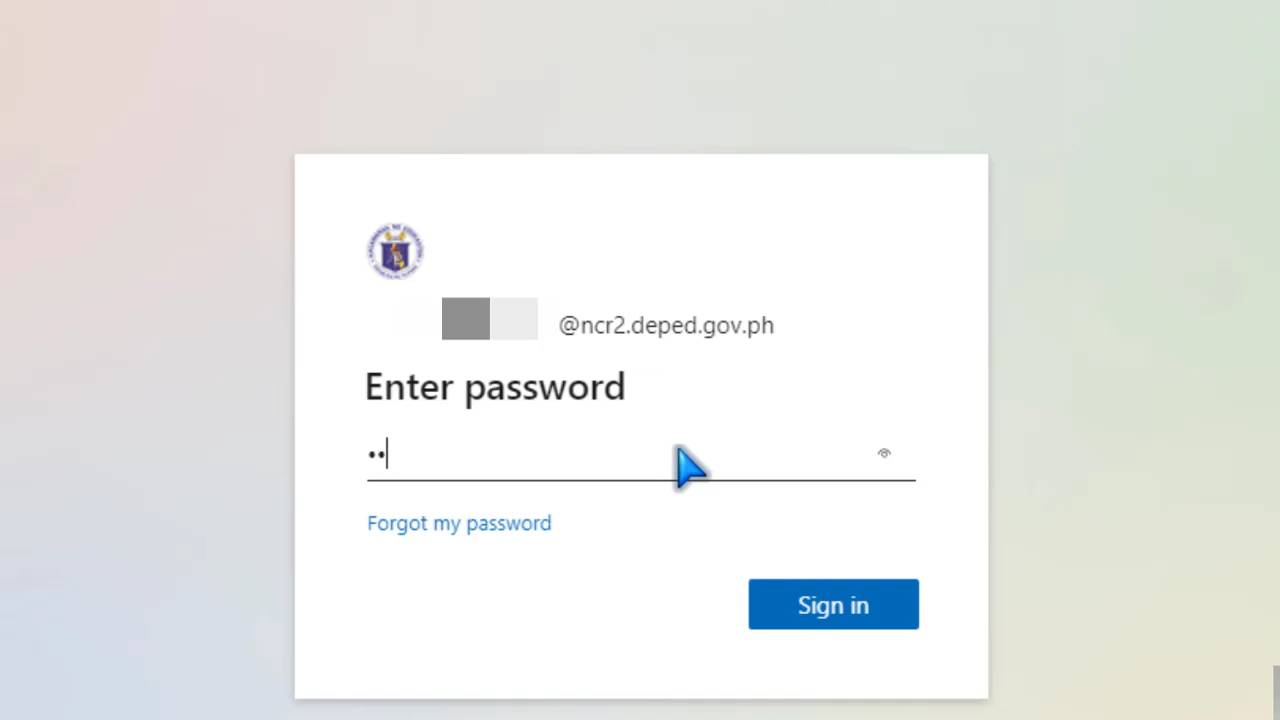 @ncr2.deped.gov.ph
Enter password
••
Forgot my password
Sign in